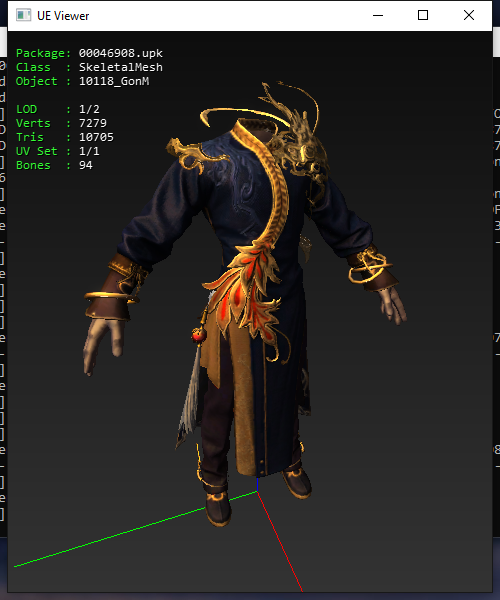 UE Viewer
Package: 00046908.upk
Class : SkeletalMesh
Object : 10118_GonM
LOD : 1/2
Verts : 7279
Tris : 10705
UV Set : 1/1
Bones : 94